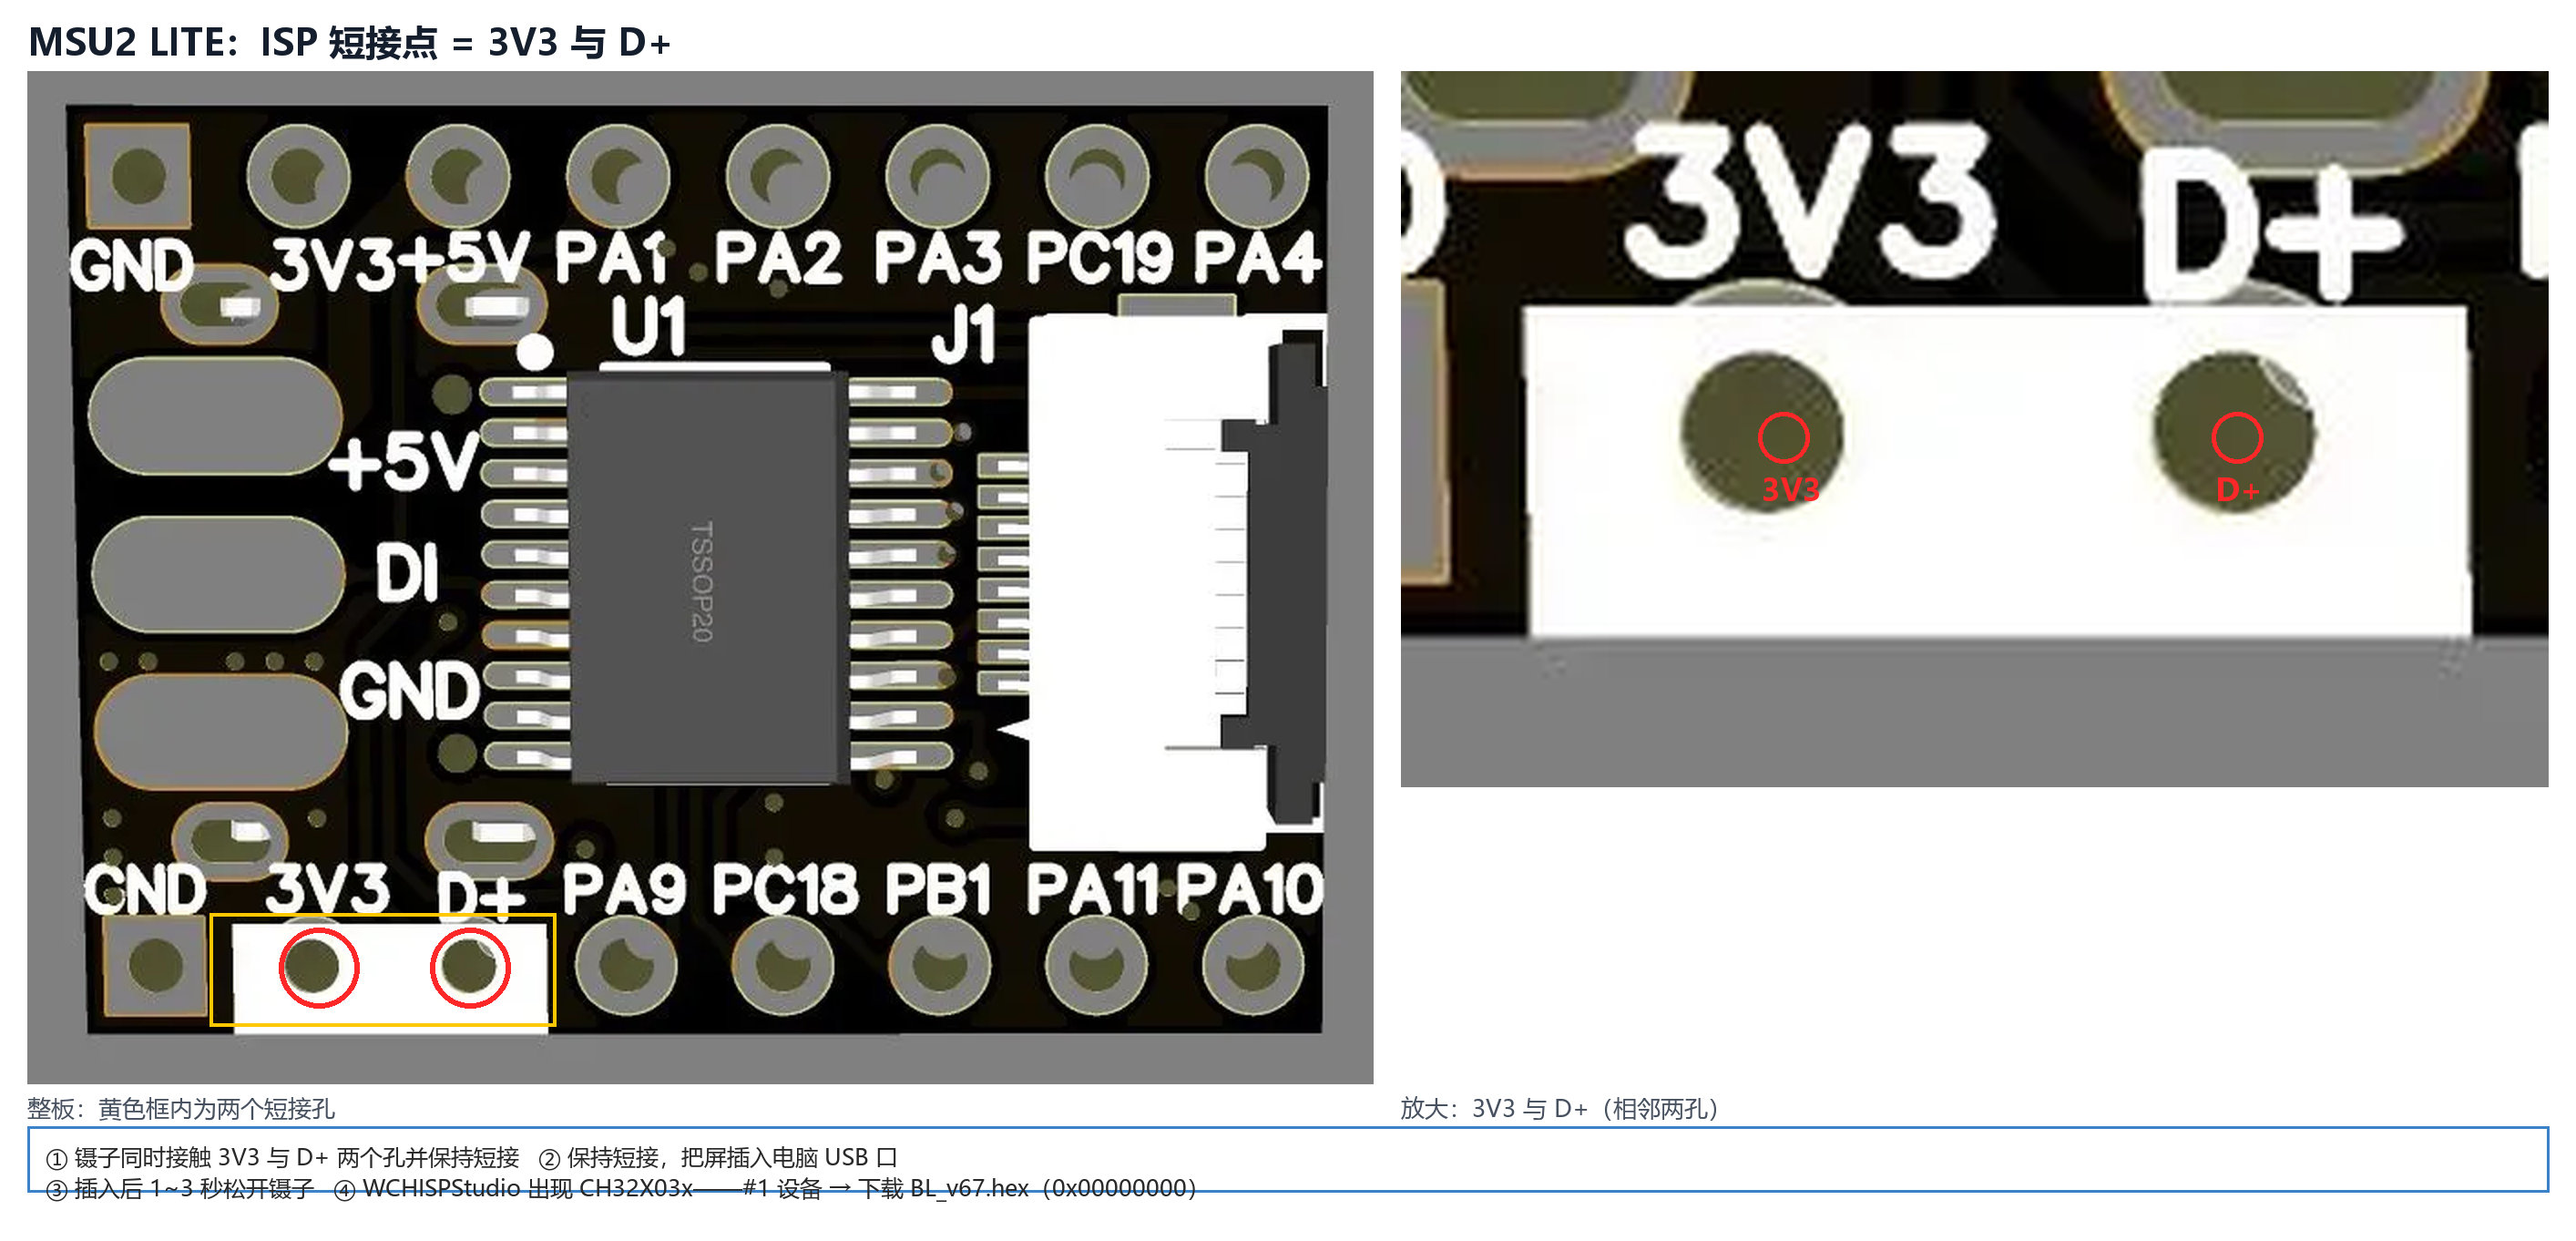 MSU2 LITE：ISP 短接点 = 3V3 与 D+
GND 3V3 +5V PA1 PA2 PA3 PC19 PA4
U1 J1
+5V
DI
GND
TSSOP20
GND 3V3 D+ PA9 PC18 PB1 PA11 PA10
3V3 D+
3V3 D+
整板：黄色框内为两个短接孔
放大：3V3 与 D+（相邻两孔）
① 镊子同时接触 3V3 与 D+ 两个孔并保持短接 ② 保持短接，把屏插入电脑 USB 口
③ 插入后 1~3 秒松开镊子 ④ WCHISPStudio 出现 CH32X03x——#1 设备 → 下载 BL_v67.hex（0x00000000）